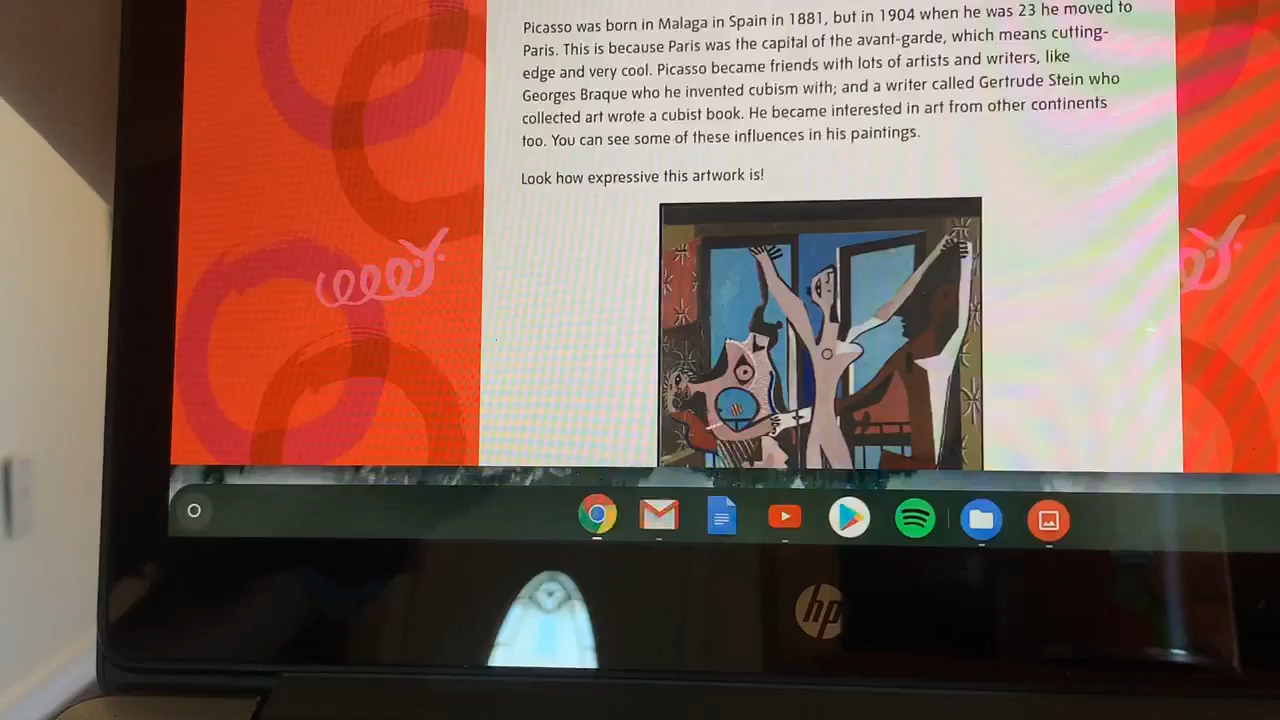 Picasso was born in Malaga in Spain in 1881, but in 1904 when he was 23 he moved to
Paris. This is because Paris was the capital of the avant-garde, which means cutting-
edge and very cool. Picasso became friends with lots of artists and writers, like
Georges Braque who he invented cubism with; and a writer called Gertrude Stein who
collected art wrote a cubist book. He became interested in art from other continents
too. You can see some of these influences in his paintings.
Look how expressive this artwork is!
hp